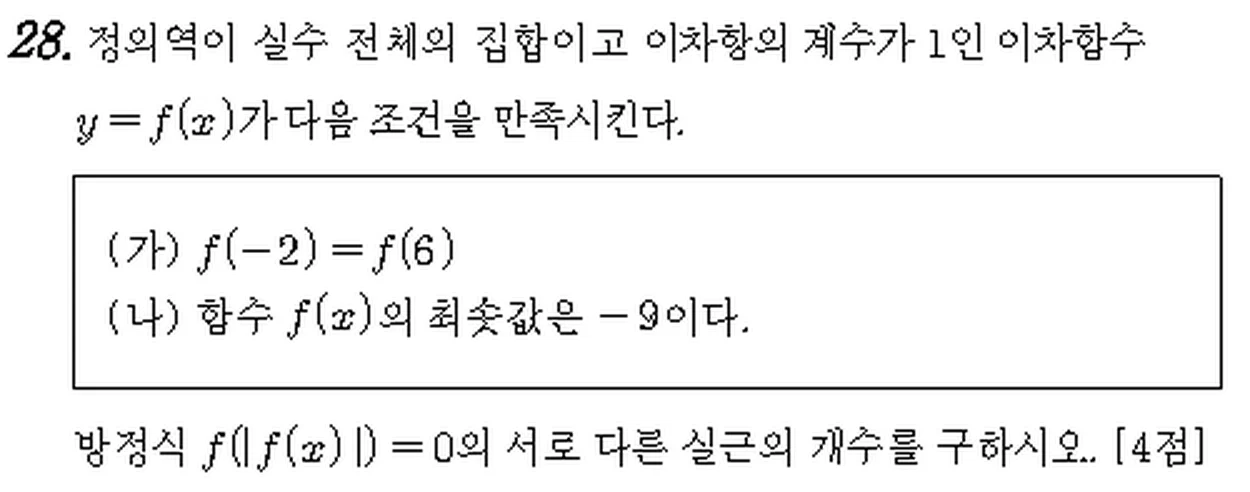 28. 정의역이 실수 전체의 집합이고 이차항의 계수가 1인 이차함수
y=f(x)가 다음 조건을 만족시킨다.
(가) f(-2)=f(6)
(나) 함수 f(x)의 최솟값은 -9이다.
방정식 f(|f(x)|)=0의 서로 다른 실근의 개수를 구하시오.. [4점]